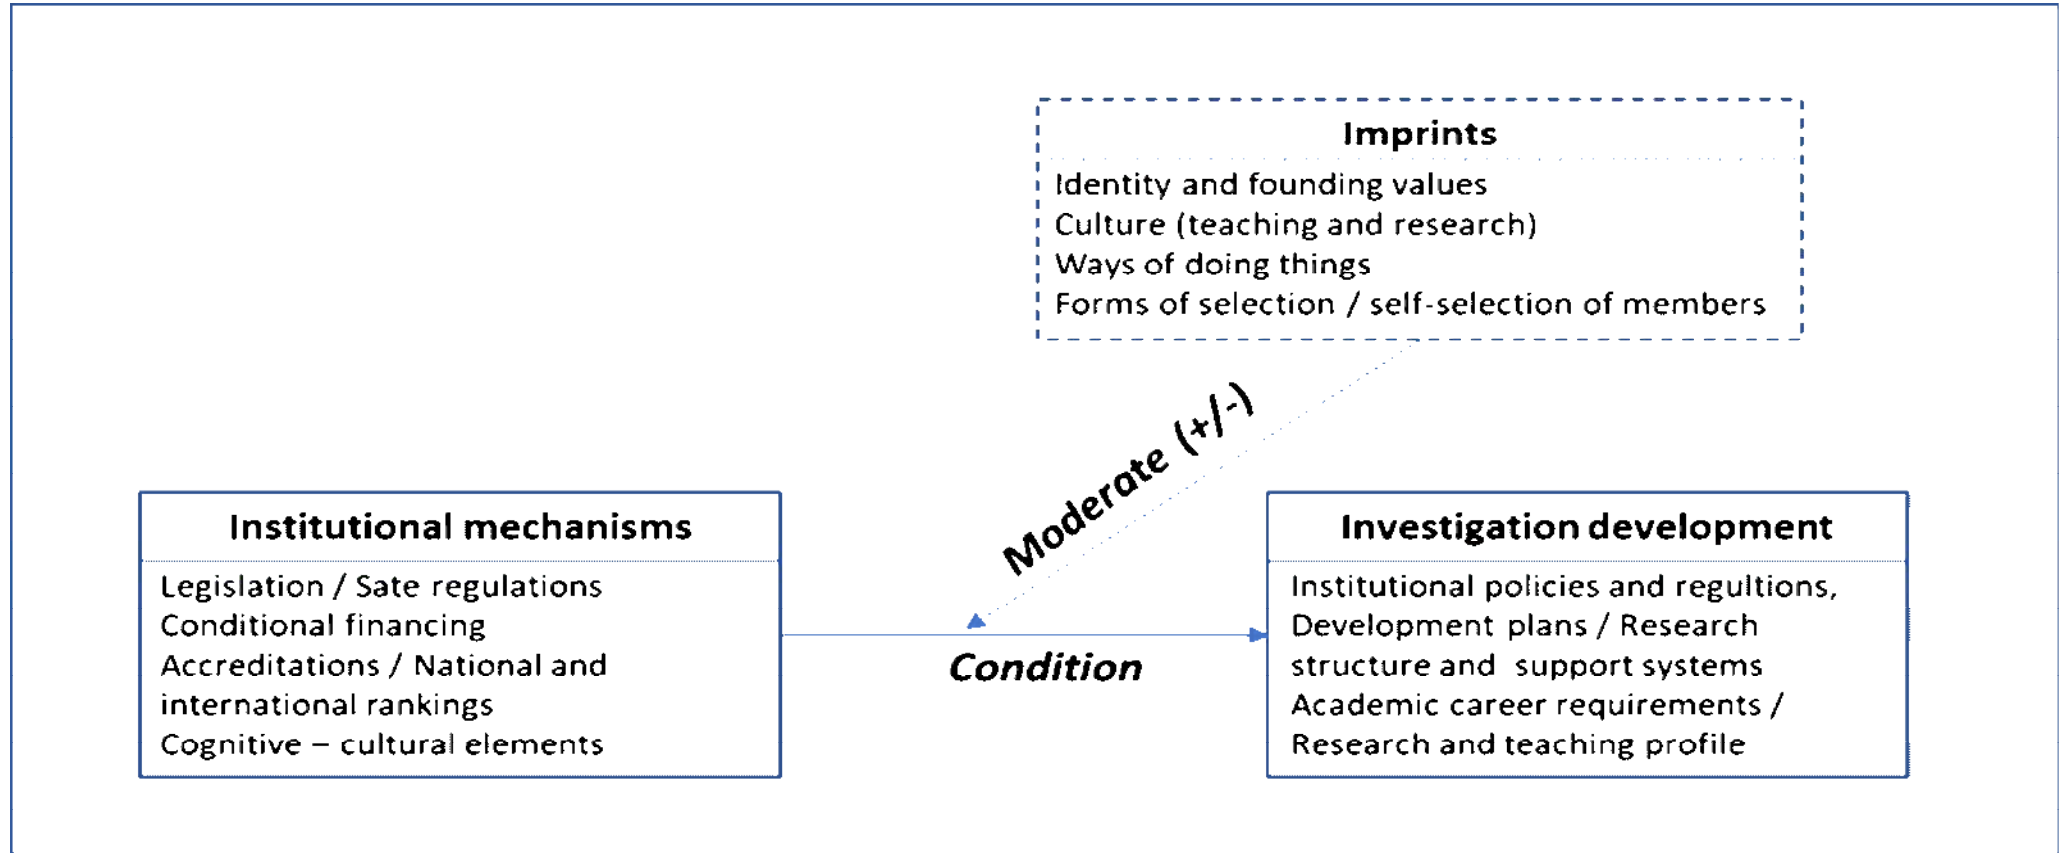 Imprints
Identity and founding values
Culture (teaching and research)
Ways of doing things
Forms of selection / self-selection of members
Moderate (+/-)
Institutional mechanisms
Legislation / Sate regulations
Conditional financing
Accreditations / National and
international rankings
Cognitive – cultural elements
Condition
Investigation development
Institutional policies and regultions,
Development plans / Research
structure and support systems
Academic career requirements /
Research and teaching profile